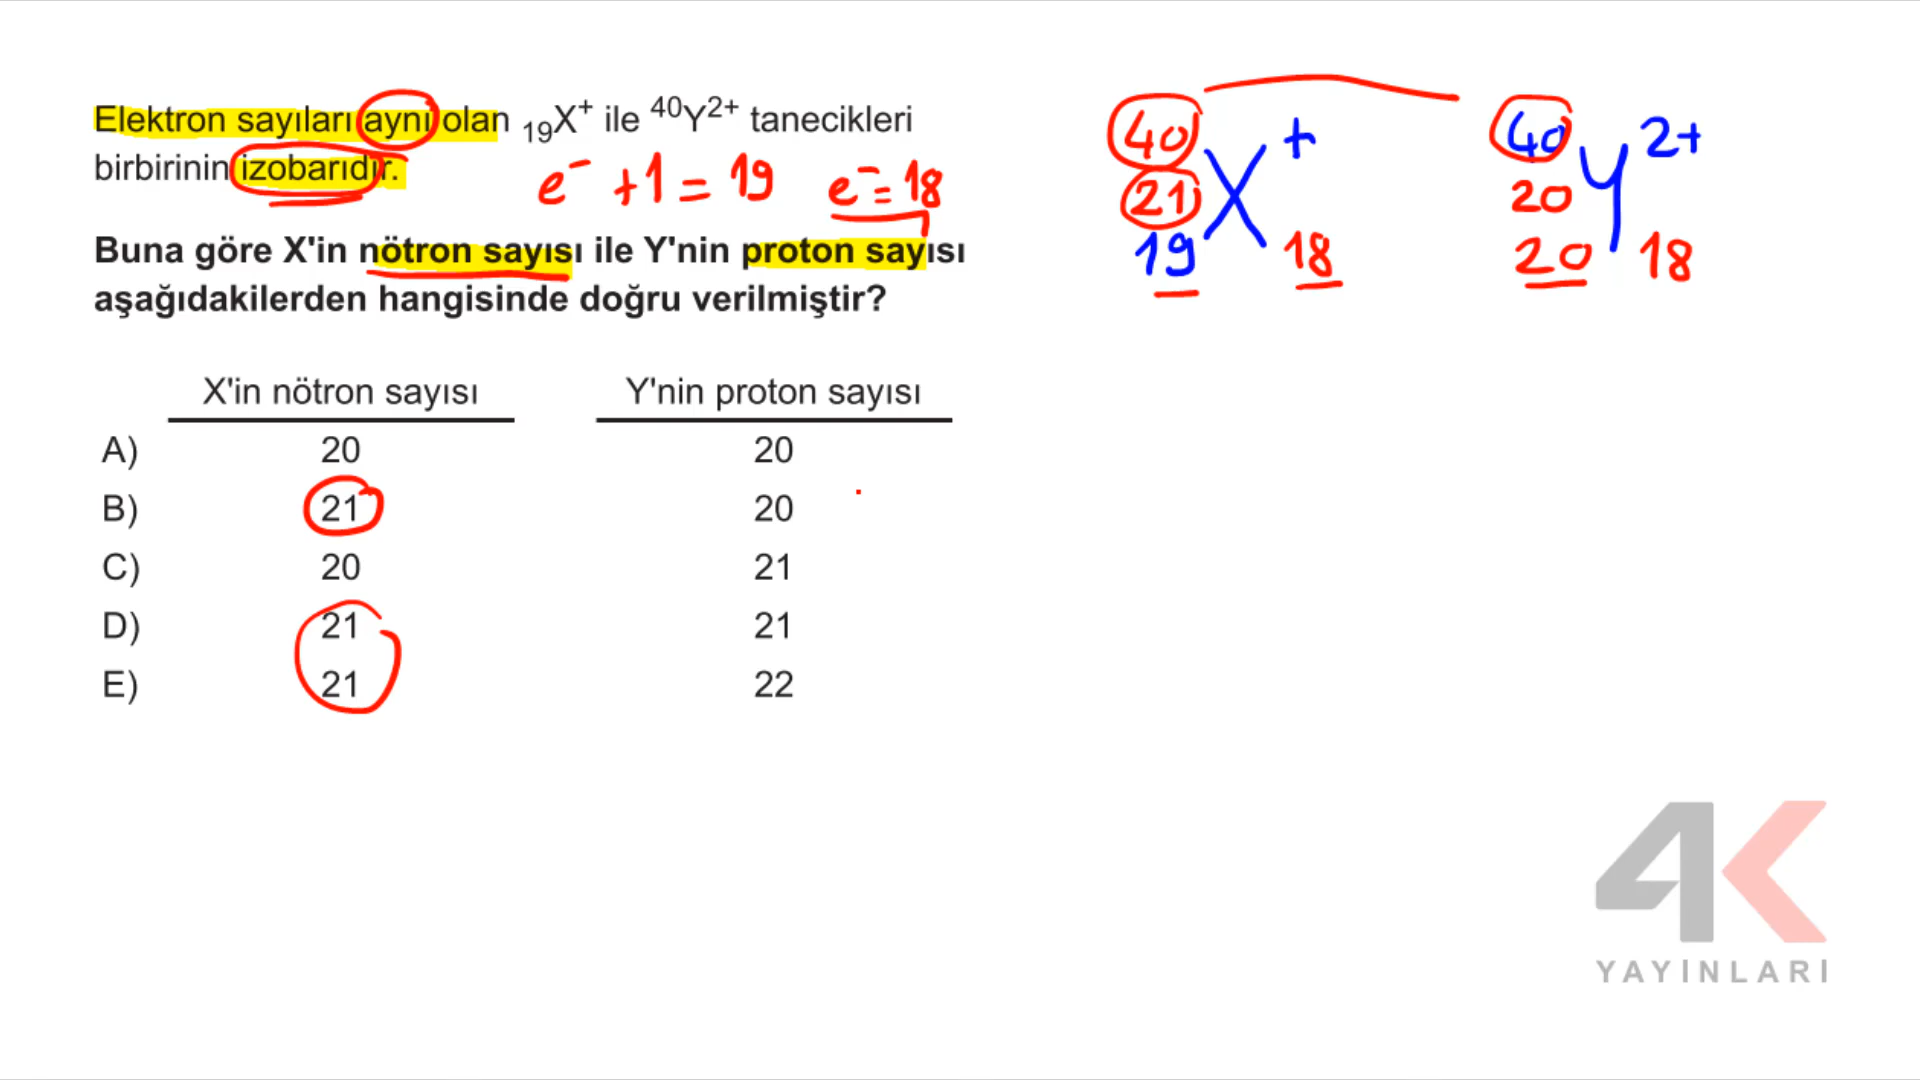 Elektron sayıları aynı olan ₁₉X⁺ ile ⁴⁰Y²⁺ tanecikleri
birbirinin izobarıdır.
e⁻ +1 = 19 e⁻ = 18
Buna göre X'in nötron sayısı ile Y'nin proton sayısı
aşağıdakilerden hangisinde doğru verilmiştir?
X'in nötron sayısı Y'nin proton sayısı
A) 20 20
B) 21 20
C) 20 21
D) 21 21
E) 21 22
40 X + 40 Y 2+
21 20
19 18 20 18
4K
YAYINLARI